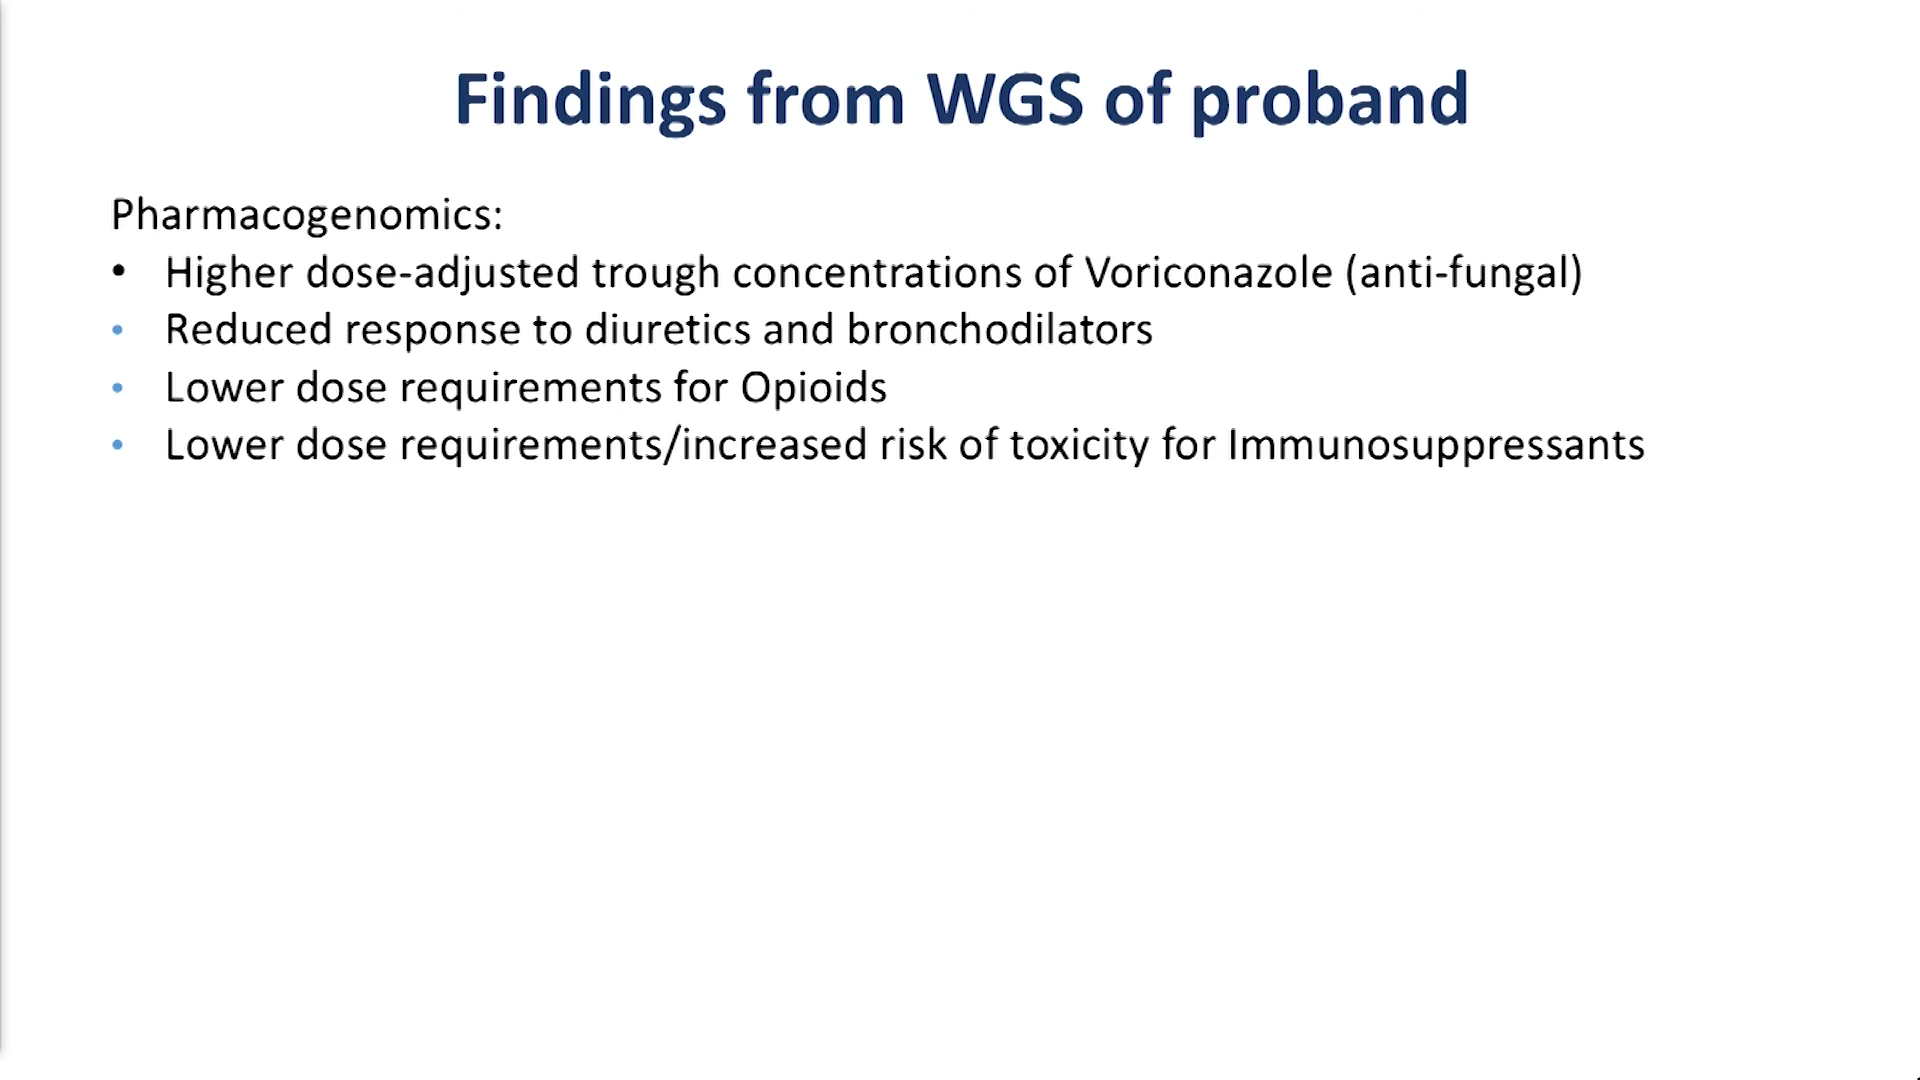 Findings from WGS of proband
Pharmacogenomics:
• Higher dose-adjusted trough concentrations of Voriconazole (anti-fungal)
• Reduced response to diuretics and bronchodilators
• Lower dose requirements for Opioids
• Lower dose requirements/increased risk of toxicity for Immunosuppressants